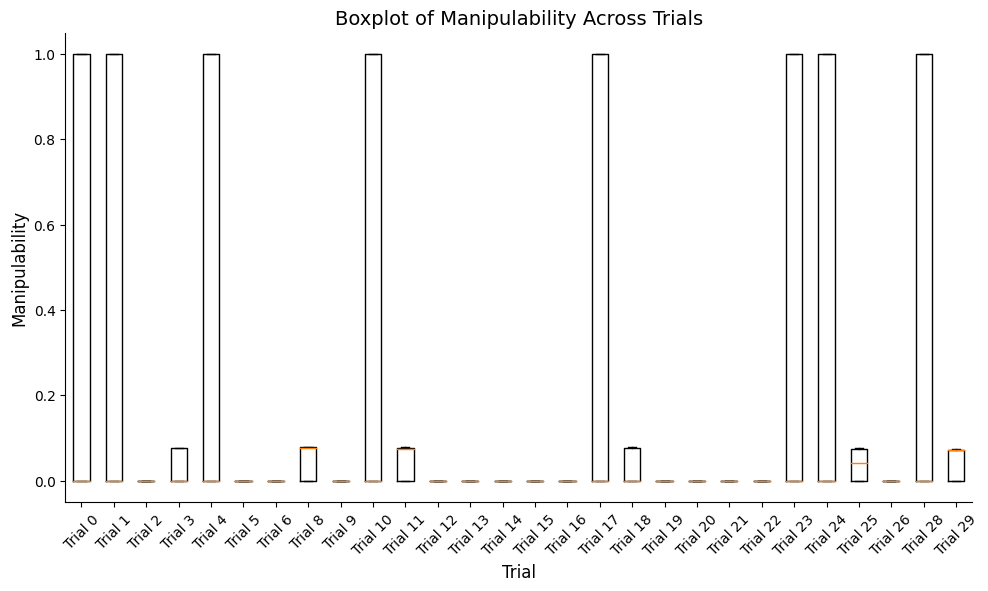 Boxplot of Manipulability Across Trials
Manipulability
1.0
0.8
0.6
0.4
0.2
0.0
Trial 0
Trial 1
Trial 2
Trial 3
Trial 4
Trial 5
Trial 6
Trial 8
Trial 9
Trial 10
Trial 11
Trial 12
Trial 13
Trial 14
Trial 15
Trial 16
Trial 17
Trial 18
Trial 19
Trial 20
Trial 21
Trial 22
Trial 23
Trial 24
Trial 25
Trial 26
Trial 28
Trial 29
Trial